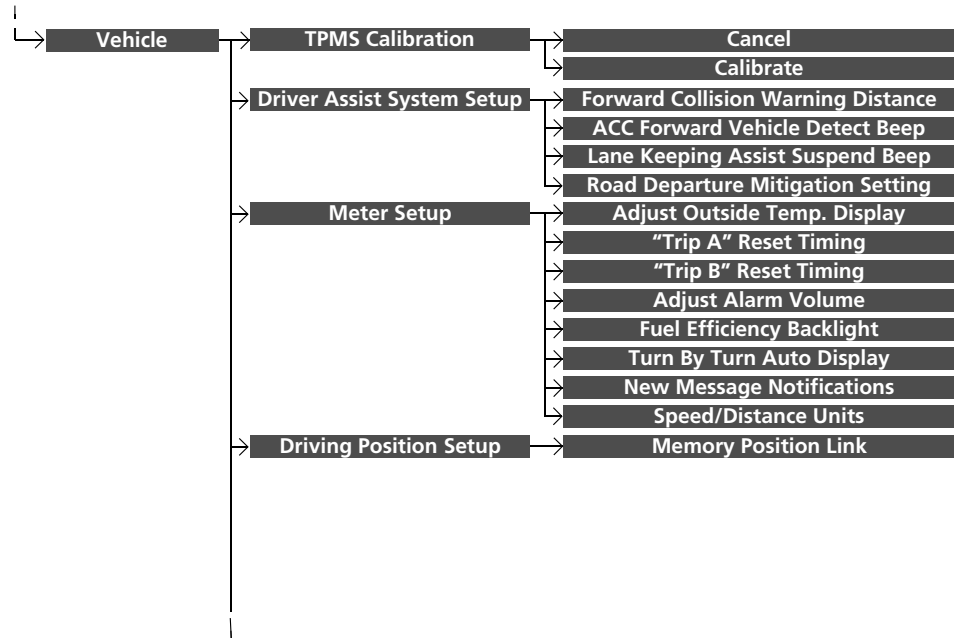 Vehicle
TPMS Calibration
Cancel
Calibrate
Driver Assist System Setup
Forward Collision Warning Distance
ACC Forward Vehicle Detect Beep
Lane Keeping Assist Suspend Beep
Road Departure Mitigation Setting
Meter Setup
Adjust Outside Temp. Display
“Trip A” Reset Timing
“Trip B” Reset Timing
Adjust Alarm Volume
Fuel Efficiency Backlight
Turn By Turn Auto Display
New Message Notifications
Speed/Distance Units
Driving Position Setup
Memory Position Link